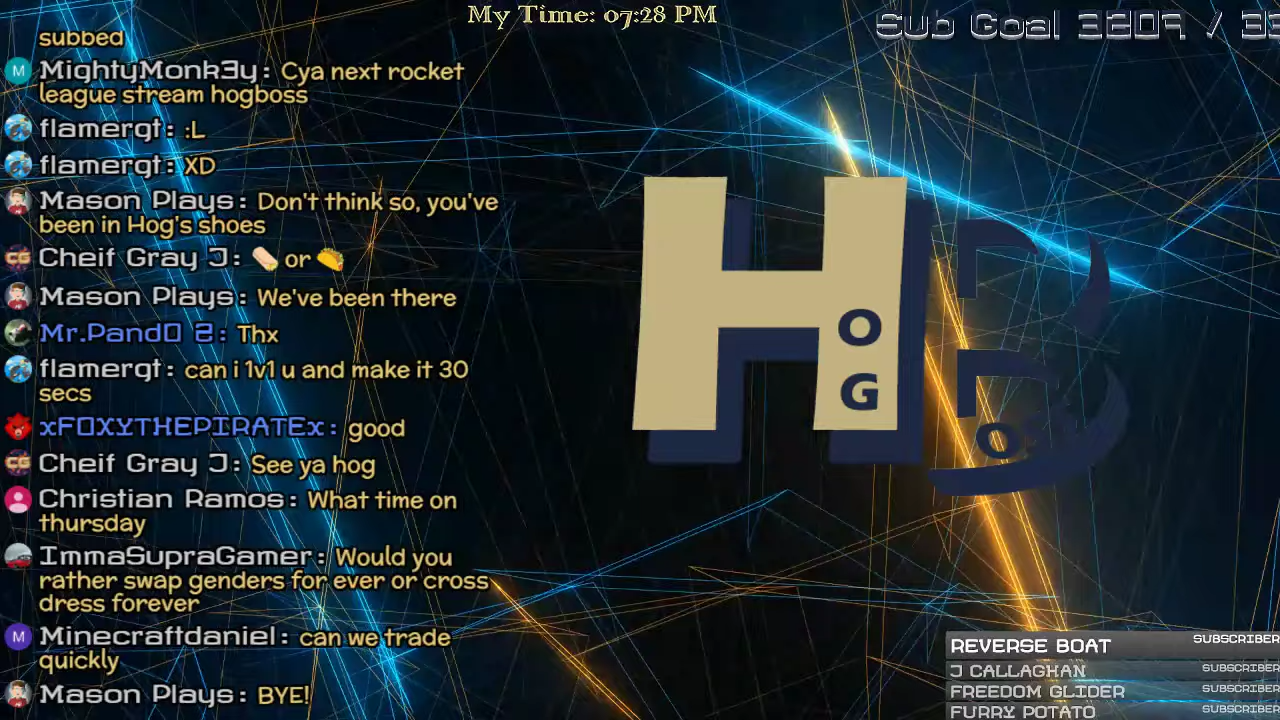 My Time: 07:28 PM
Sub Goal 3209 / 33
subbed
MightyMonk3y: Cya next rocket
league stream hogboss
flamergt: :L
flamergt: XD
Mason Plays: Don't think so, you've
been in Hog's shoes
Cheif Gray J: 🌯 or 🌮
Mason Plays: We've been there
Mr.PandO 2: Thx
flamergt: can i 1v1 u and make it 30
secs
xFOXYTHEPIRATEx: good
Cheif Gray J: See ya hog
Christian Ramos: What time on
thursday
ImmaSupraGamer: Would you
rather swap genders for ever or cross
dress forever
Minecraftdaniel: can we trade
quickly
Mason Plays: BYE!
H
O
G
O
REVERSE BOAT SUBSCRIBER
J CALLAGHAN SUBSCRIBER
FREEDOM GLIDER SUBSCRIBER
FURRY POTATO SUBSCRIBER